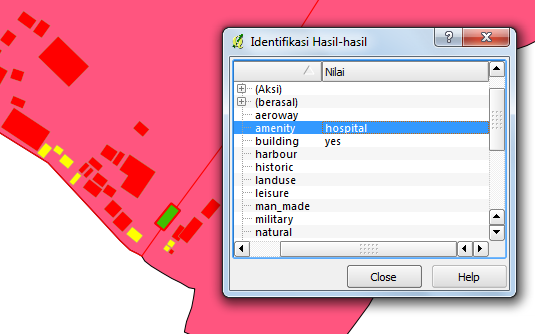 Identifikasi Hasil-hasil
Nilai
(Aksi)
(berasal)
aeroway
amenity hospital
building yes
harbour
historic
landuse
leisure
man_made
military
natural
Close Help